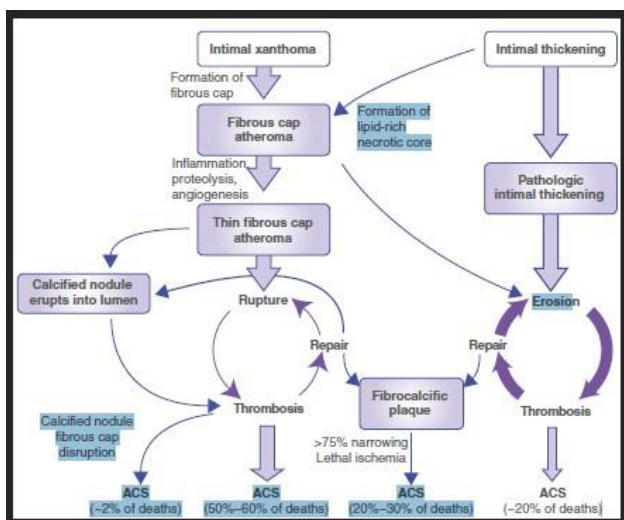 Intimal xanthoma
Intimal thickening
Formation of
fibrous cap
Formation of
lipid-rich
necrotic core
Fibrous cap
atheroma
Inflammation,
proteolysis,
angiogenesis
Pathologic
intimal thickening
Thin fibrous cap
atheroma
Calcified nodule
erupts into lumen
Rupture
Erosion
Repair
Repair
Fibrocalcific
plaque
Thrombosis
Thrombosis
Calcified nodule
fibrous cap
disruption
>75% narrowing
Lethal ischemia
ACS
(~2% of deaths)
ACS
(50%–60% of deaths)
ACS
(20%–30% of deaths)
ACS
(~20% of deaths)